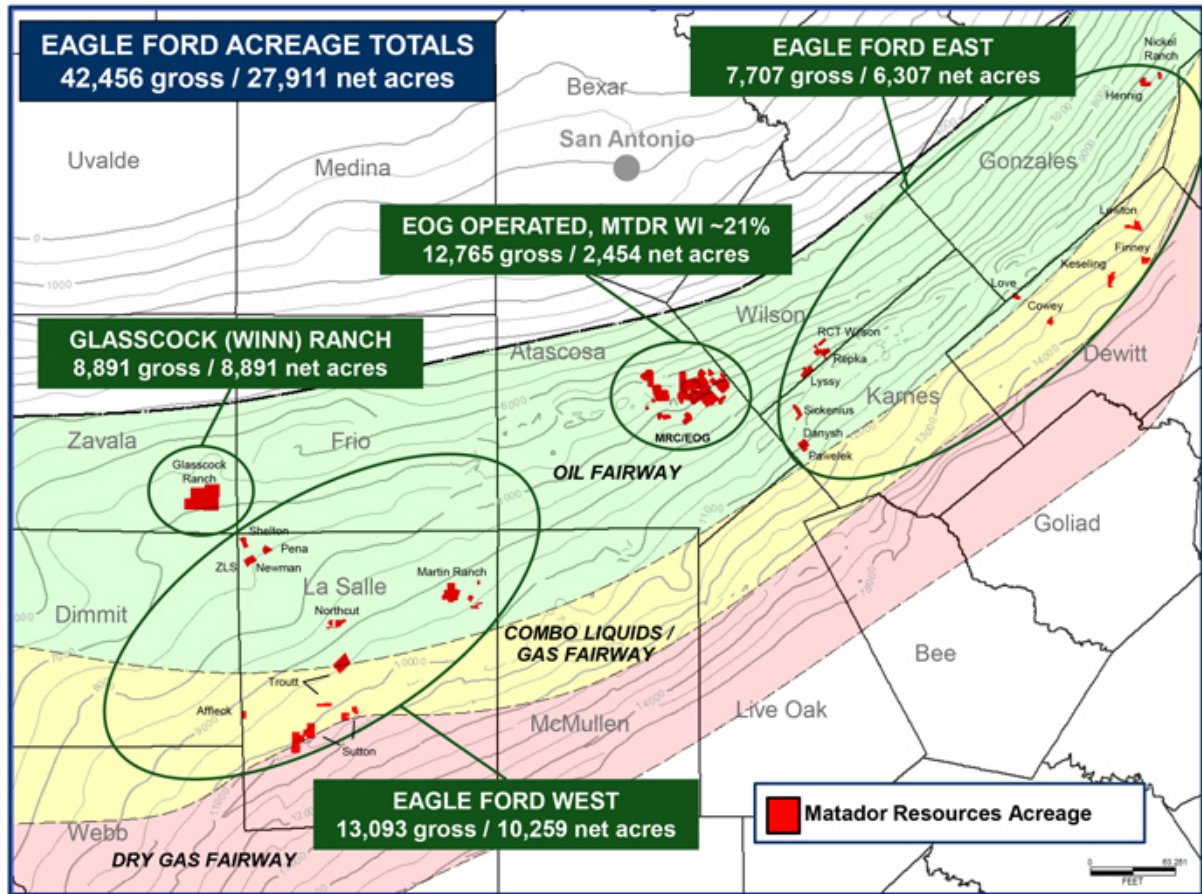 EAGLE FORD ACREAGE TOTALS
42,456 gross / 27,911 net acres
EAGLE FORD EAST
7,707 gross / 6,307 net acres
Nickel
Ranch
Hennig
Bexar
San Antonio
Uvalde
Medina
Gonzales
EOG OPERATED, MTDR WI ~21%
12,765 gross / 2,454 net acres
Lewton
Finney
Keseling
Love
Cowey
GLASSCOCK (WINN) RANCH
8,891 gross / 8,891 net acres
Wilson
RCT Wilson
Repka
Lyssy
Atascosa
Dewitt
Karnes
Sickenius
Danysh
Pawelek
MRC/EOG
Zavala
Frio
Glasscock
Ranch
OIL FAIRWAY
Goliad
Shelton
Pena
ZLS
Newman
La Salle
Martin Ranch
Dimmit
Northcut
COMBO LIQUIDS /
GAS FAIRWAY
Bee
Troutt
Affleck
McMullen
Live Oak
Sutton
EAGLE FORD WEST
13,093 gross / 10,259 net acres
Matador Resources Acreage
Webb
DRY GAS FAIRWAY
0
FEET